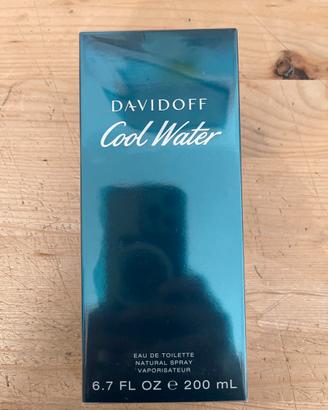 DAVIDOFF
Cool Water
EAU DE TOILETTE
NATURAL SPRAY
VAPORISATEUR
6.7 FL OZ ℮ 200 mL